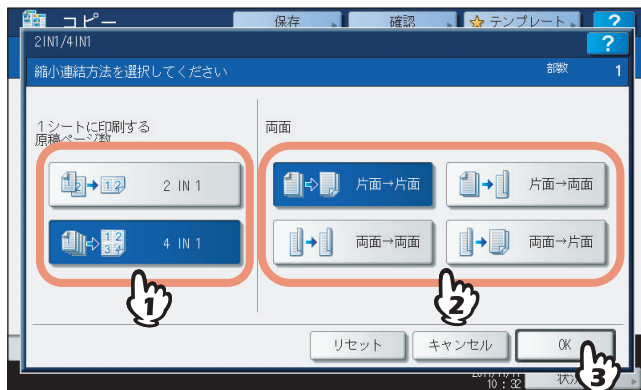 コピー
保存
確認
テンプレート
?
2IN1/4IN1
?
縮小連結方法を選択してください
部数
1
1シートに印刷する
原稿ページ数
両面
2 IN 1
片面→片面
片面→両面
4 IN 1
両面→両面
両面→片面
1
2
リセット
キャンセル
OK
3
10:32